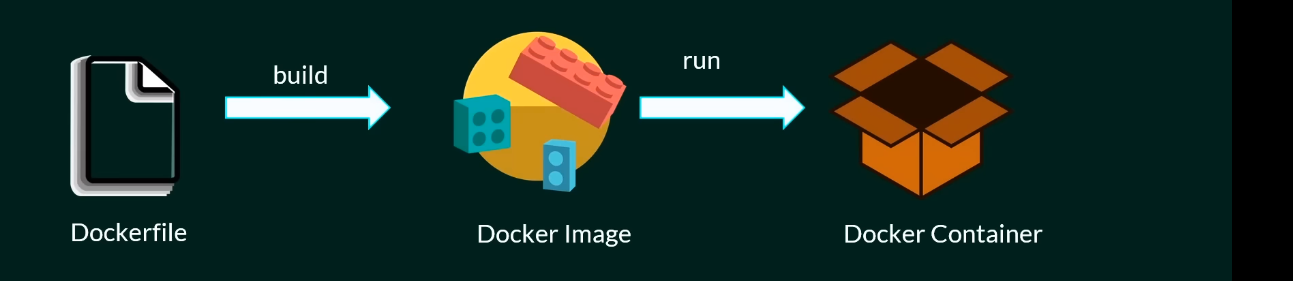 build
run
Dockerfile
Docker Image
Docker Container